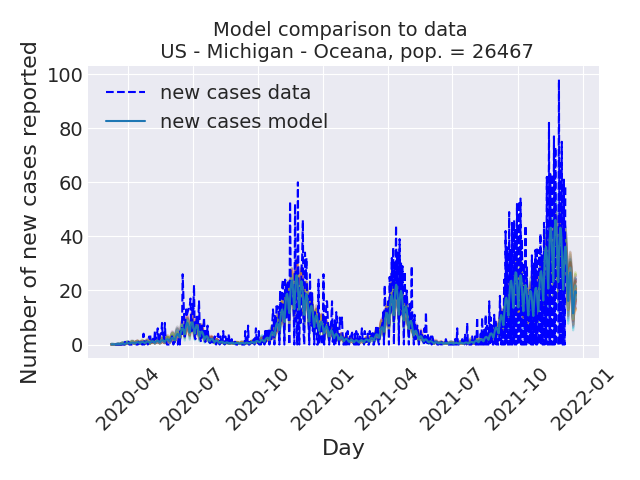 Model comparison to data
US - Michigan - Oceana, pop. = 26467
Number of new cases reported
100
80
60
40
20
0
new cases data
new cases model
2020-04
2020-07
2020-10
2021-01
2021-04
2021-07
2021-10
2022-01
Day